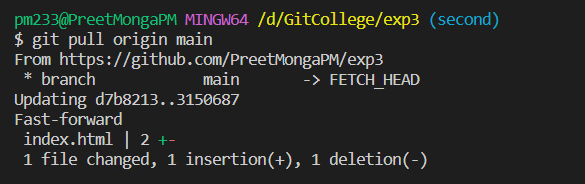 pm233@PreetMongaPM MINGW64 /d/GitCollege/exp3 (second)
$ git pull origin main
From https://github.com/PreetMongaPM/exp3
 * branch            main       -> FETCH_HEAD
Updating d7b8213..3150687
Fast-forward
 index.html | 2 +-
 1 file changed, 1 insertion(+), 1 deletion(-)